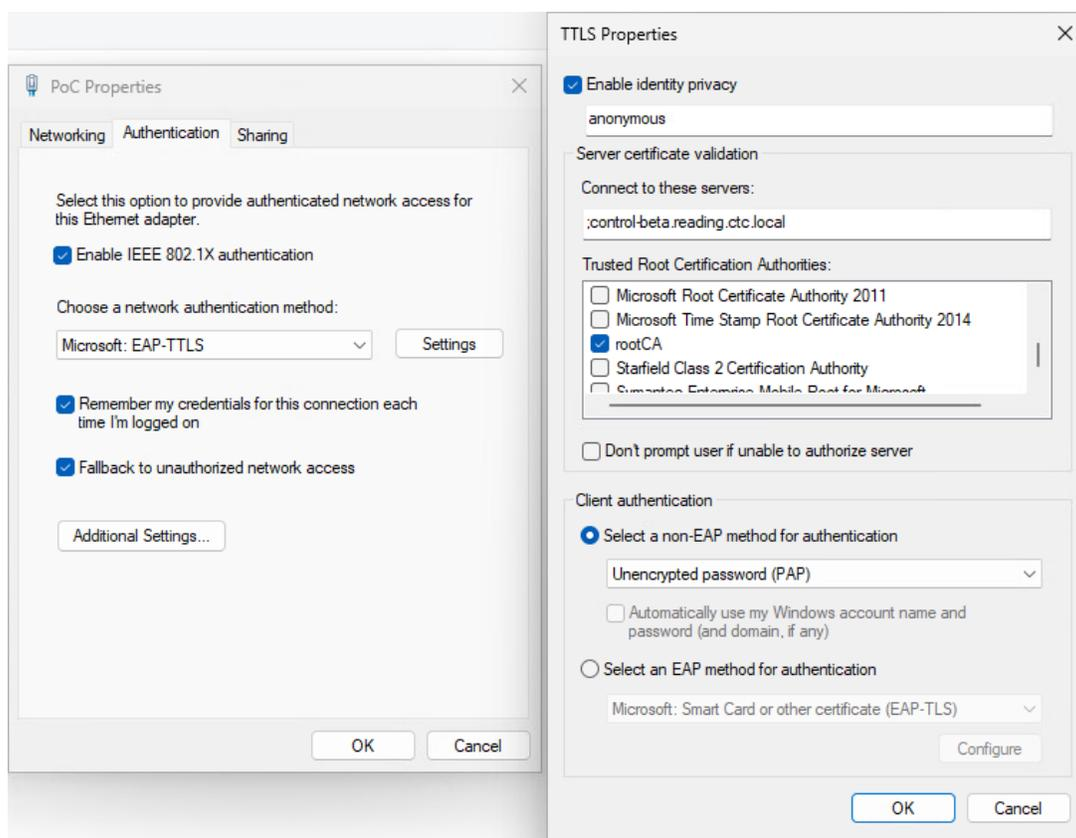 PoC Properties
Networking
Authentication
Sharing
Select this option to provide authenticated network access for
this Ethernet adapter.
Enable IEEE 802.1X authentication
Choose a network authentication method:
Microsoft: EAP-TTLS
Settings
Remember my credentials for this connection each
time I'm logged on
Fallback to unauthorized network access
Additional Settings...
OK
Cancel
TTLS Properties
Enable identity privacy
anonymous
Server certificate validation
Connect to these servers:
;control-beta.reading.ctc.local
Trusted Root Certification Authorities:
Microsoft Root Certificate Authority 2011
Microsoft Time Stamp Root Certificate Authority 2014
rootCA
Starfield Class 2 Certification Authority
Symantec Enterprise Mobile Root for Microsoft
Don't prompt user if unable to authorize server
Client authentication
Select a non-EAP method for authentication
Unencrypted password (PAP)
Automatically use my Windows account name and
password (and domain, if any)
Select an EAP method for authentication
Microsoft: Smart Card or other certificate (EAP-TLS)
Configure
OK
Cancel